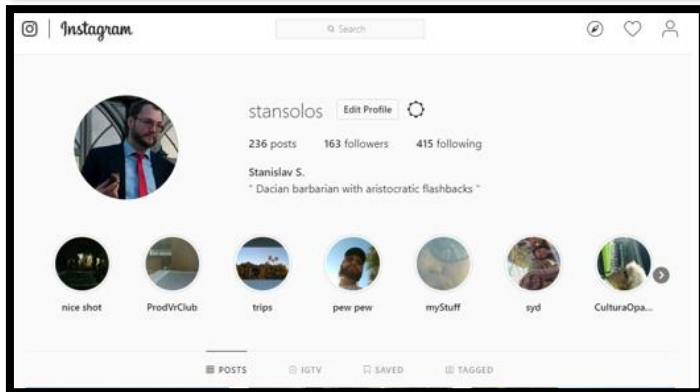 Instagram
Search
stansolos Edit Profile
236 posts 163 followers 415 following
Stanislav S.
" Dacian barbarian with aristocratic flashbacks "
nice shot ProdVrClub trips pew pew myStuff syd CulturaOpa...
POSTS IGTV SAVED TAGGED